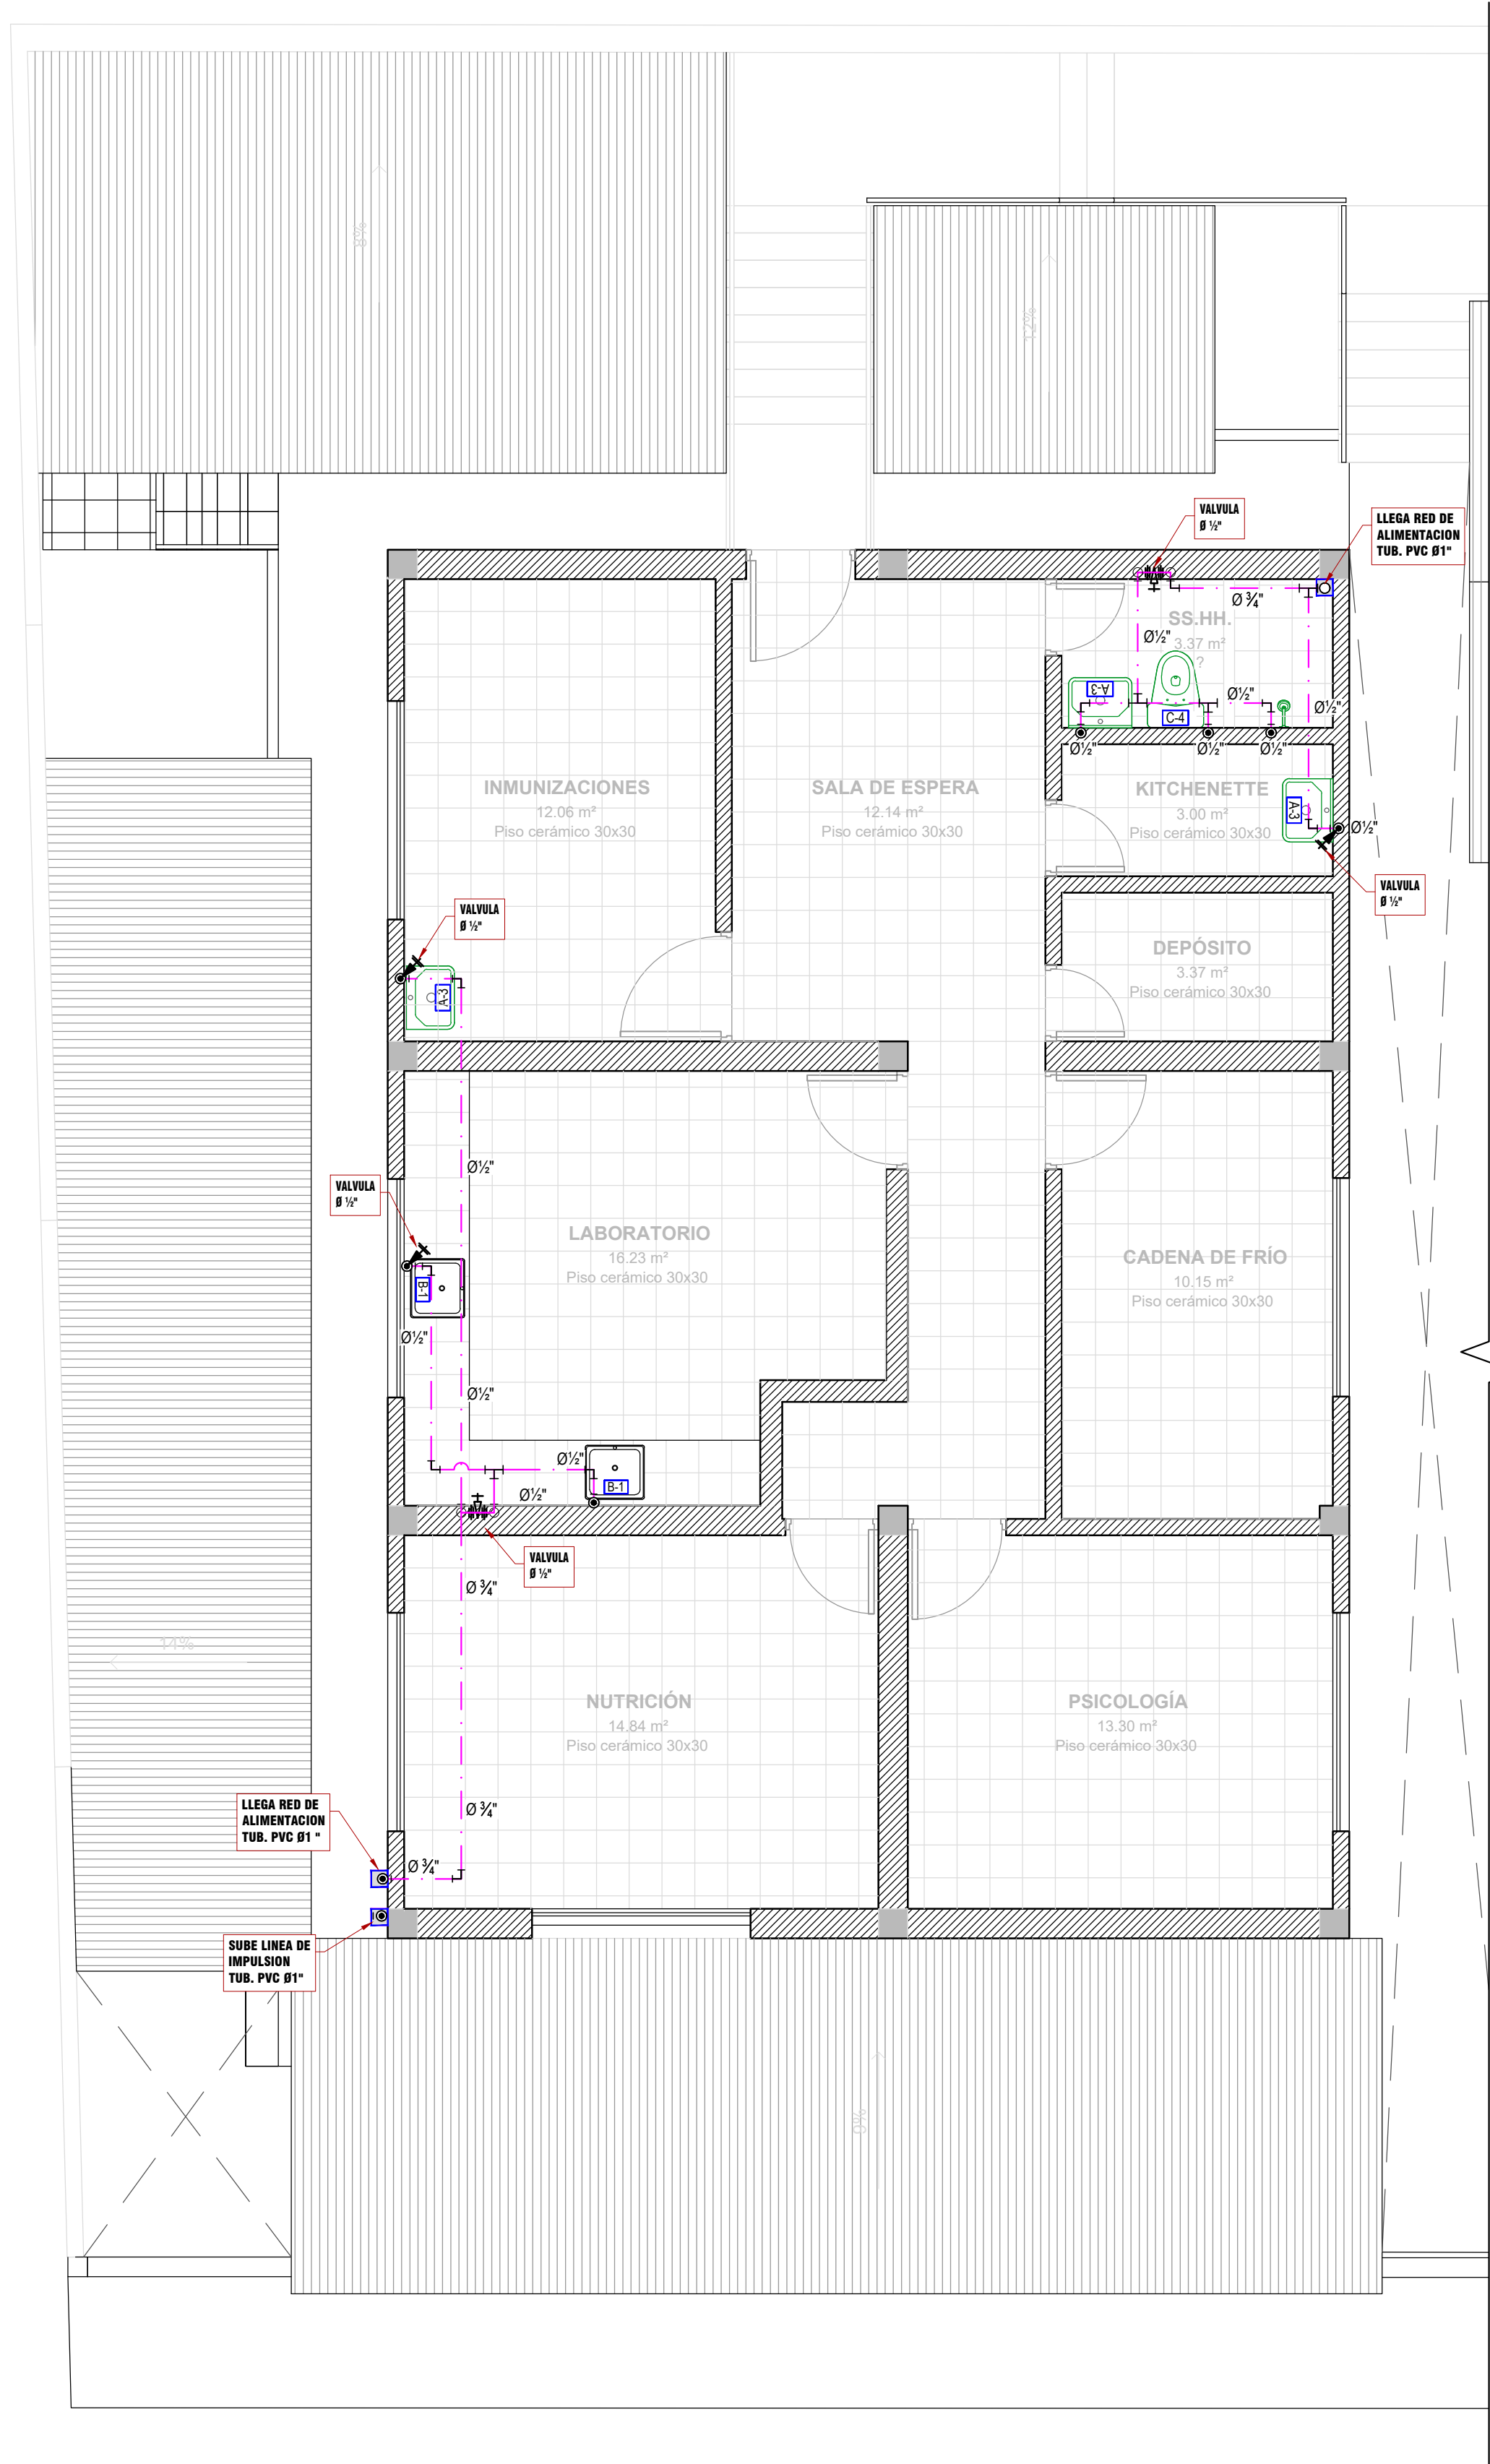 8%
12%
VALVULA
Ø ½"
LLEGA RED DE
ALIMENTACION
TUB. PVC Ø1"
Ø ¾"
SS.HH.
3.37 m²
?
Ø½"
A-3
C-4
Ø½"
Ø½"
Ø½"
Ø½"
Ø½"
INMUNIZACIONES
12.06 m²
Piso cerámico 30x30
SALA DE ESPERA
12.14 m²
Piso cerámico 30x30
KITCHENETTE
3.00 m²
Piso cerámico 30x30
A-3
Ø½"
VALVULA
Ø ½"
VALVULA
Ø ½"
A-3
DEPÓSITO
3.37 m²
Piso cerámico 30x30
Ø½"
VALVULA
Ø ½"
LABORATORIO
16.23 m²
Piso cerámico 30x30
CADENA DE FRÍO
10.15 m²
Piso cerámico 30x30
B-1
Ø½"
Ø½"
Ø½"
B-1
Ø½"
VALVULA
Ø ½"
Ø ¾"
14%
NUTRICIÓN
14.84 m²
Piso cerámico 30x30
PSICOLOGÍA
13.30 m²
Piso cerámico 30x30
LLEGA RED DE
ALIMENTACION
TUB. PVC Ø1 "
Ø ¾"
Ø ¾"
SUBE LINEA DE
IMPULSION
TUB. PVC Ø1"